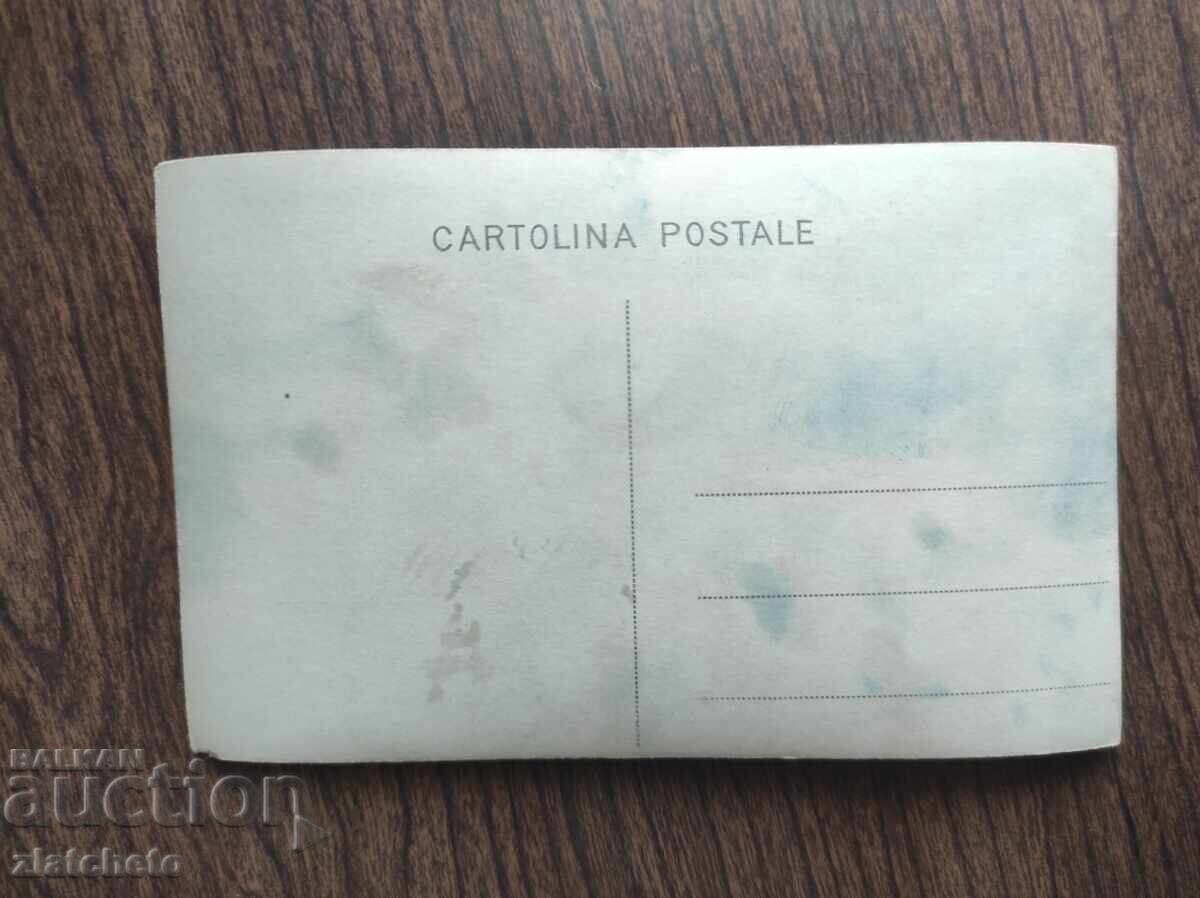 CARTOLINA POSTALE
BALKAN
auction
zlatcheto